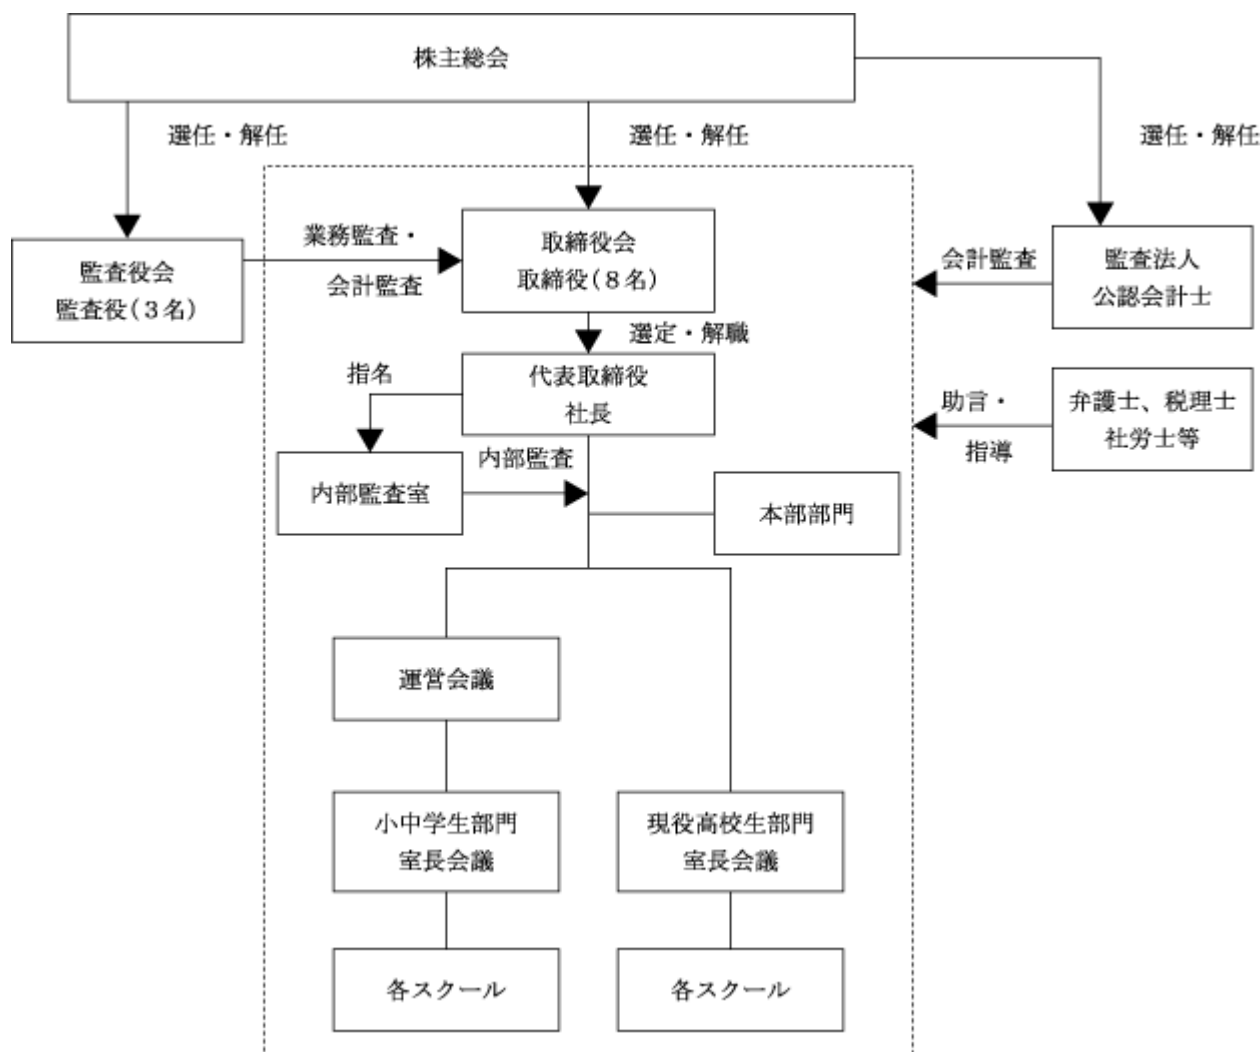 株主総会
選任・解任
選任・解任
選任・解任
業務監査・
会計監査
取締役会
取締役(8名)
監査役会
監査役(3名)
会計監査
監査法人
公認会計士
選定・解職
指名
代表取締役
社長
助言・
指導
弁護士、税理士
社労士等
内部監査
内部監査室
本部部門
運営会議
小中学生部門
室長会議
現役高校生部門
室長会議
各スクール
各スクール